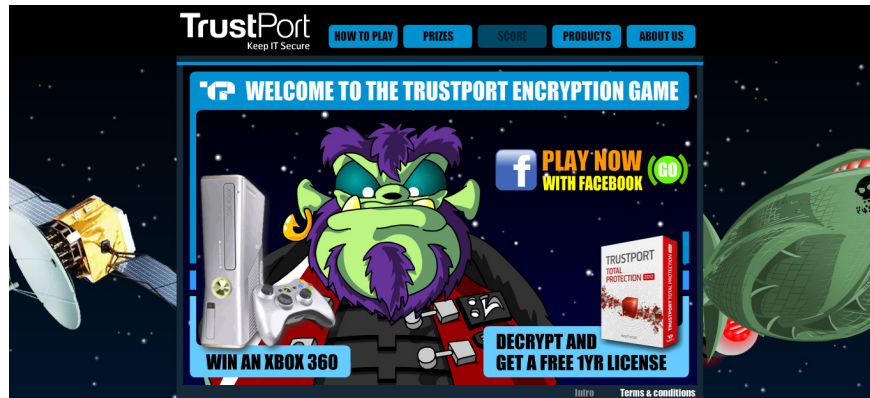 TrustPort
Keep IT Secure
HOW TO PLAY
PRIZES
SCORE
PRODUCTS
ABOUT US
WELCOME TO THE TRUSTPORT ENCRYPTION GAME
PLAY NOW
WITH FACEBOOK
GO
TRUSTPORT
TOTAL
PROTECTION 2012
WIN AN XBOX 360
DECRYPT AND
GET A FREE 1YR LICENSE
Intro
Terms & conditions